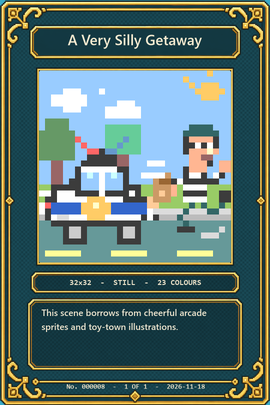 A Very Silly Getaway
32x32 - STILL - 23 COLOURS
This scene borrows from cheerful arcade
sprites and toy-town illustrations.
No. 000008 - 1 OF 1 - 2026-11-18